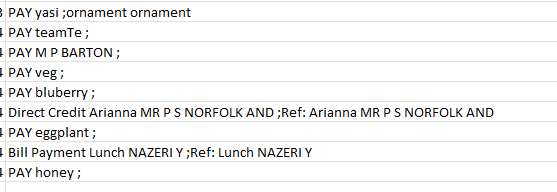 PAY yasi ;ornament ornament
PAY teamTe ;
PAY M P BARTON ;
PAY veg ;
PAY bluberry ;
Direct Credit Arianna MR P S NORFOLK AND ;Ref: Arianna MR P S NORFOLK AND
PAY eggplant ;
Bill Payment Lunch NAZERI Y ;Ref: Lunch NAZERI Y
PAY honey ;